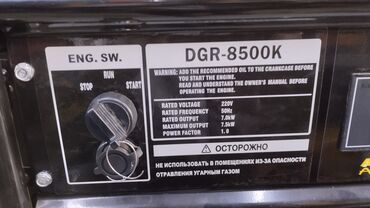 ENG. SW.
RUN
STOP
START
DGR-8500K
WARNING: ADD THE RECOMMENDED OIL TO THE CRANKCASE BEFORE
YOU START THE ENGINE.
READ AND UNDERSTAND THE OWNER'S MANUAL BEFORE
OPERATING THE ENGINE.
RATED VOLTAGE 220V
RATED FREQUENCY 50Hz
RATED OUTPUT 7.0kW
MAXIMUM OUTPUT 7.5kW
POWER FACTOR 1.0
ОСТОРОЖНО
НЕ ИСПОЛЬЗОВАТЬ В ПОМЕЩЕНИЯХ ИЗ-ЗА ОПАСНОСТИ
ОТРАВЛЕНИЯ УГАРНЫМ ГАЗОМ